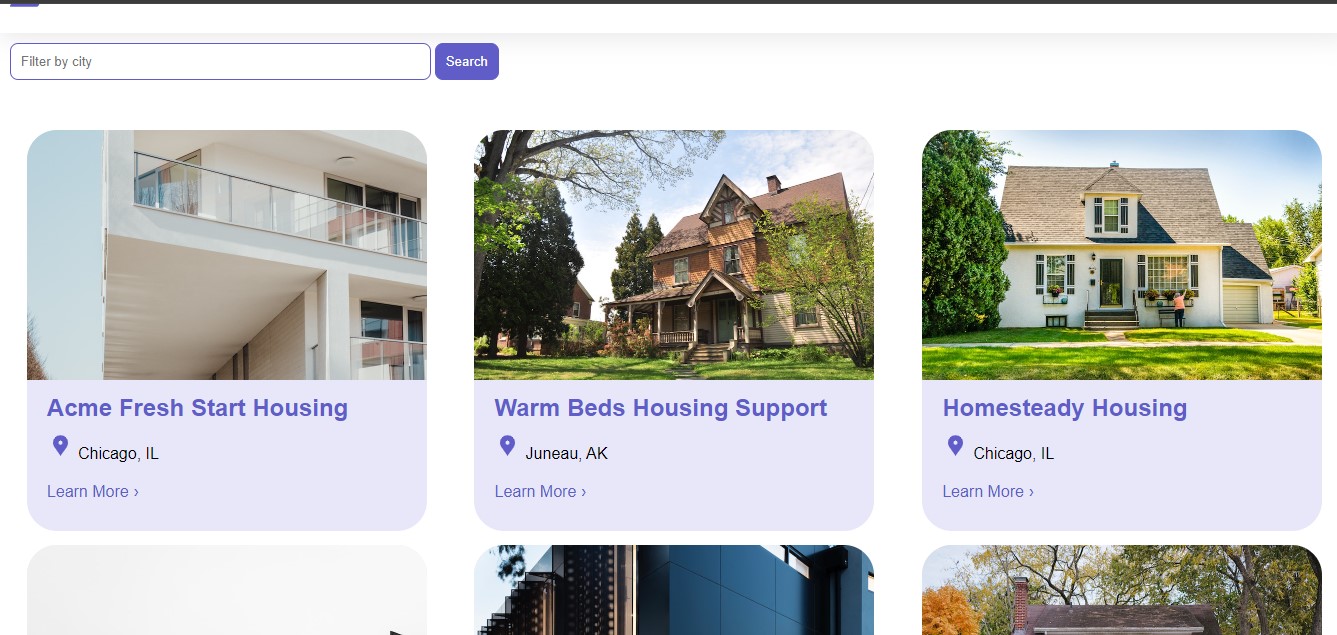 Filter by city
Search
Acme Fresh Start Housing
Chicago, IL
Learn More ›
Warm Beds Housing Support
Juneau, AK
Learn More ›
Homesteady Housing
Chicago, IL
Learn More ›